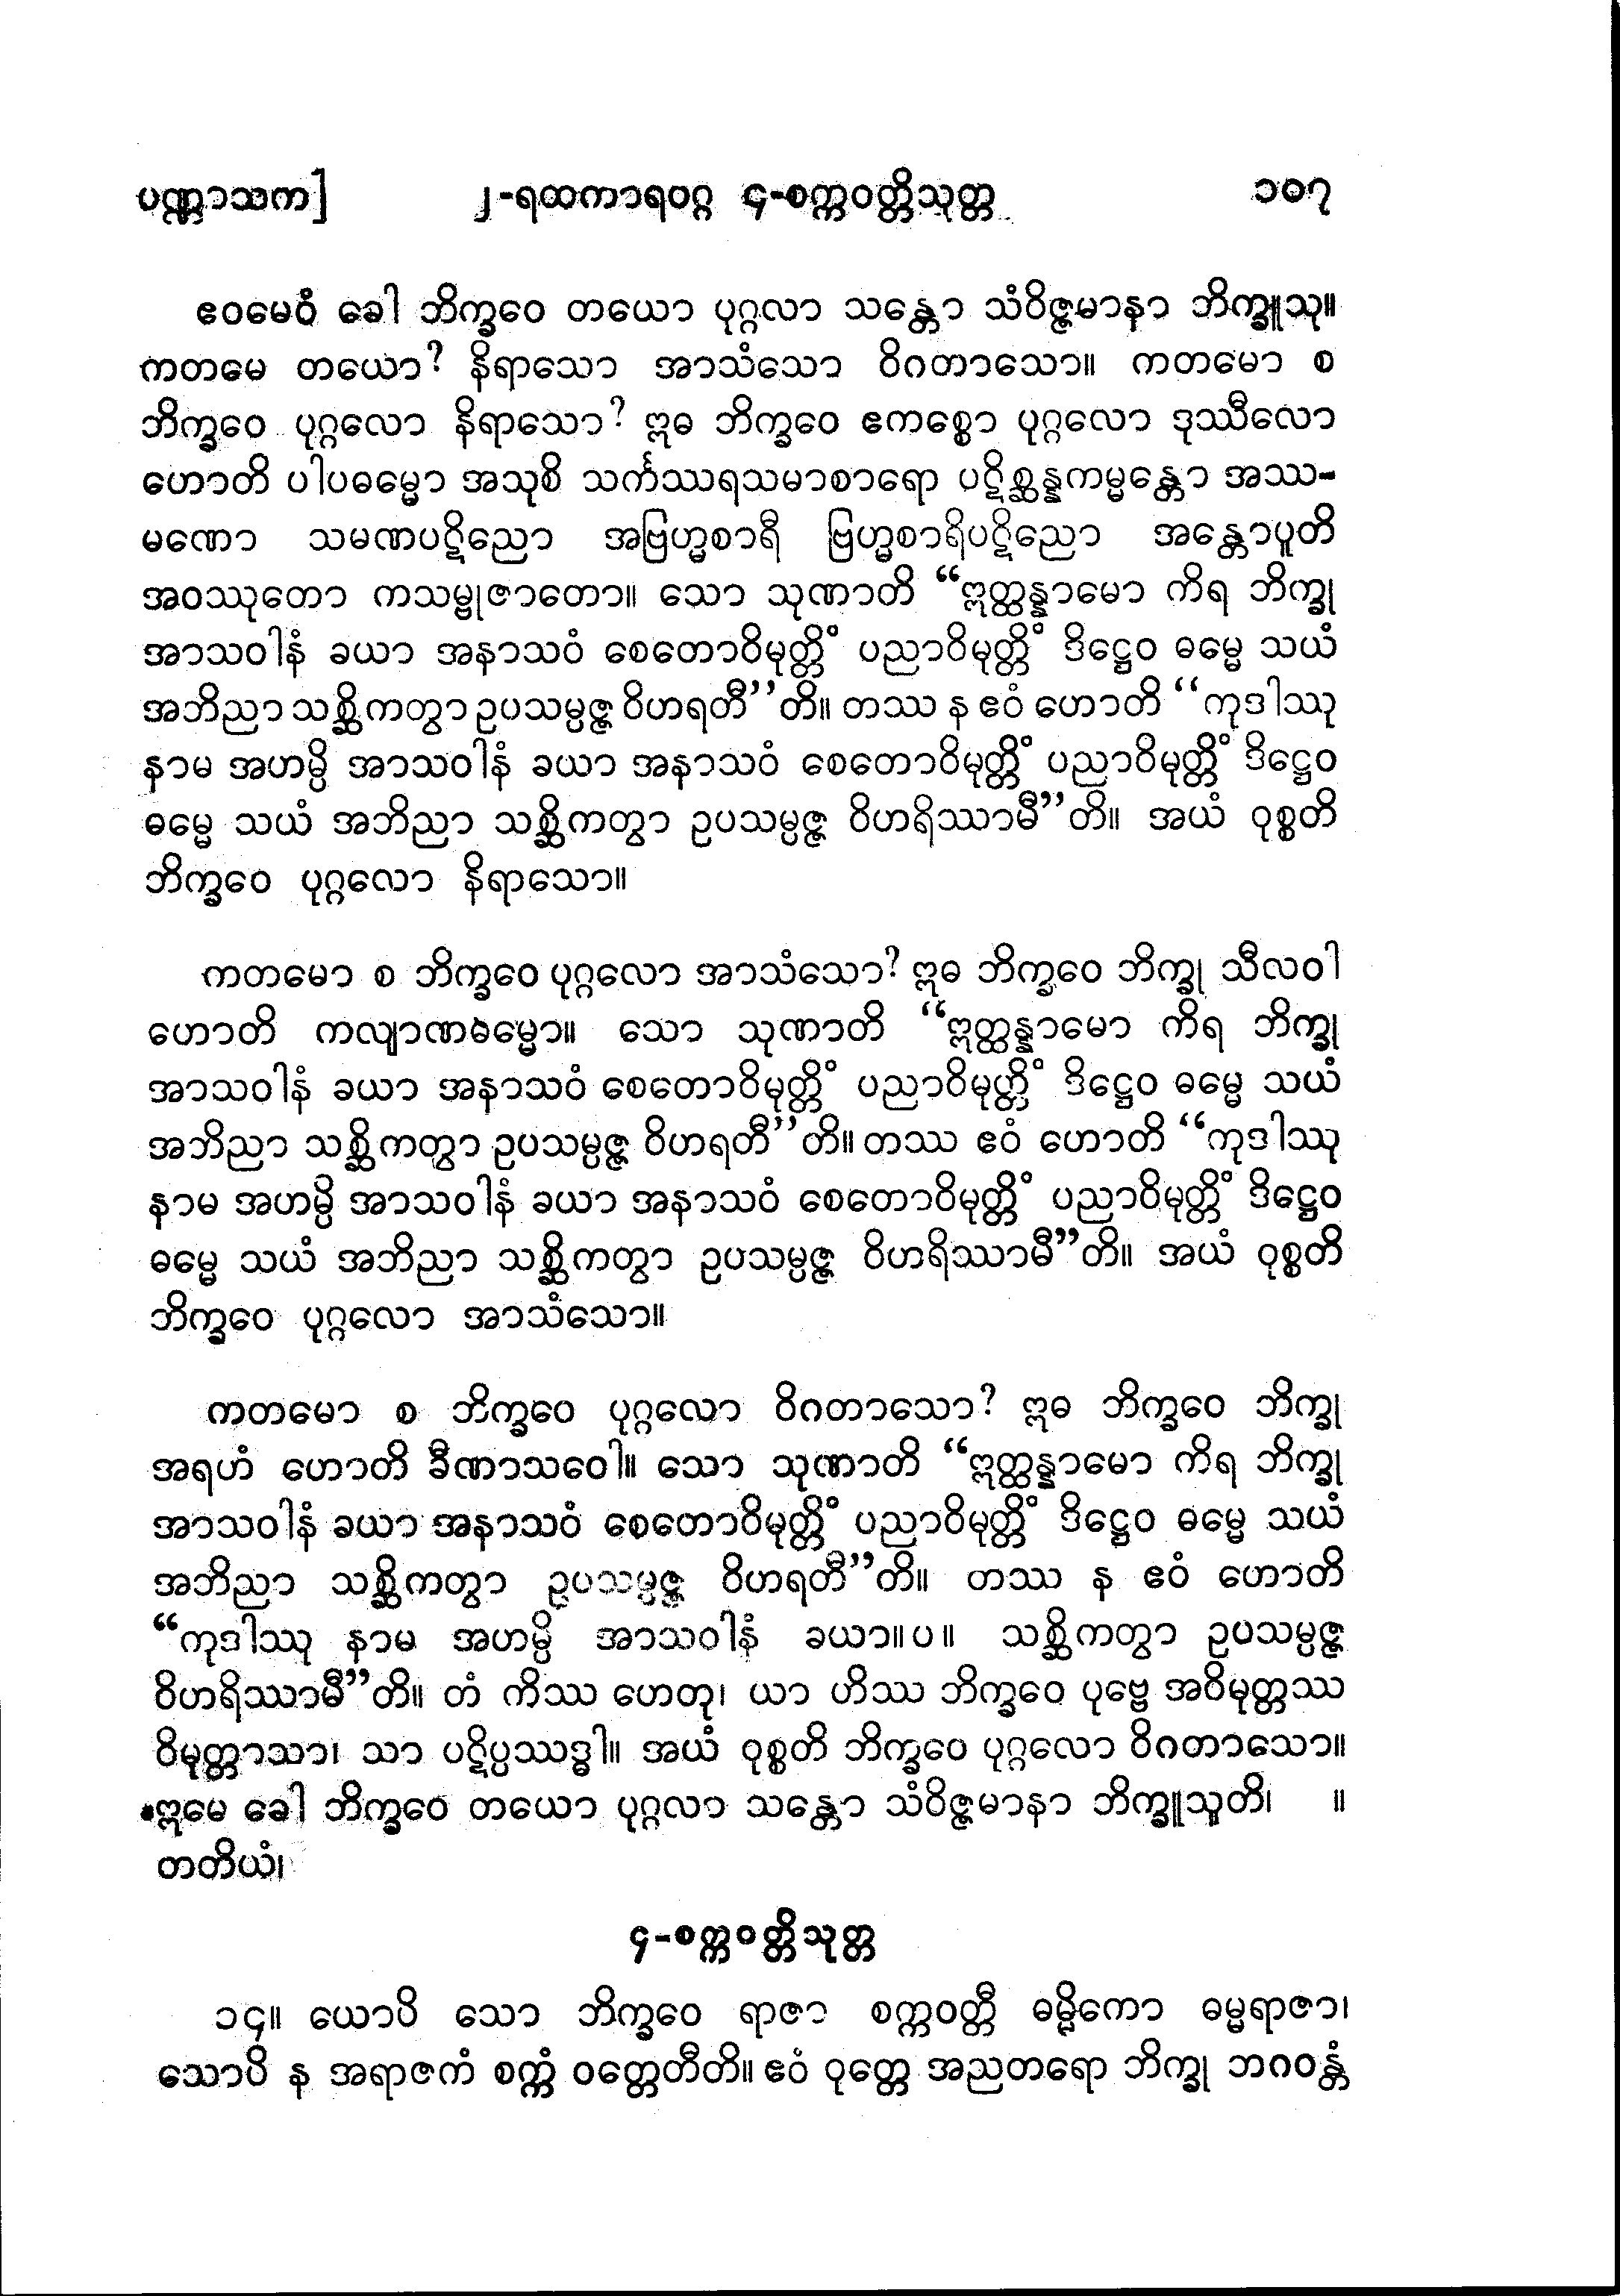 ပဏ္ဏာသက]	၂-ရထကာရဝဂ္ဂ ၄-စက္ကဝတ္တိသုတ္တ	၁၀၇
ဧဝမေဝံ ခေါ ဘိက္ခဝေ တယော ပုဂ္ဂလာ သန္တော သံဝိဇ္ဇမာနာ ဘိက္ခူသု။
ကတမေ တယော? နိရာသော အာသံသော ဝိဂတာသော။ ကတမော စ
ဘိက္ခဝေ ပုဂ္ဂလော နိရာသော? ဣဓ ဘိက္ခဝေ ဧကစ္စော ပုဂ္ဂလော ဒုဿီလော
ဟောတိ ပါပဓမ္မော အသုစိ သင်္ကဿရသမာစာရော ပဋိစ္ဆန္နကမ္မန္တော အဿ-
မဏော သမဏပဋိညော အဗြဟ္မစာရီ ဗြဟ္မစာရိပဋိညော အန္တောပူတိ
အဝဿုတော ကသမ္ဗုဇာတော။ သော သုဏာတိ “ဣတ္ထန္နာမော ကိရ ဘိက္ခု
အာသဝါနံ ခယာ အနာသဝံ စေတောဝိမုတ္တိံ ပညာဝိမုတ္တိံ ဒိဋ္ဌေဝ ဓမ္မေ သယံ
အဘိညာ သစ္ဆိကတွာ ဥပသမ္ပဇ္ဇ ဝိဟရတီ”တိ။ တဿ န ဧဝံ ဟောတိ “ကုဒါဿု
နာမ အဟမ္ပိ အာသဝါနံ ခယာ အနာသဝံ စေတောဝိမုတ္တိံ ပညာဝိမုတ္တိံ ဒိဋ္ဌေဝ
ဓမ္မေ သယံ အဘိညာ သစ္ဆိကတွာ ဥပသမ္ပဇ္ဇ ဝိဟရိဿာမီ”တိ။ အယံ ဝုစ္စတိ
ဘိက္ခဝေ ပုဂ္ဂလော နိရာသော။
ကတမော စ ဘိက္ခဝေ ပုဂ္ဂလော အာသံသော? ဣဓ ဘိက္ခဝေ ဘိက္ခု သီလဝါ
ဟောတိ ကလျာဏဓမ္မော။ သော သုဏာတိ “ဣတ္ထန္နာမော ကိရ ဘိက္ခု
အာသဝါနံ ခယာ အနာသဝံ စေတောဝိမုတ္တိံ ပညာဝိမုတ္တိံ ဒိဋ္ဌေဝ ဓမ္မေ သယံ
အဘိညာ သစ္ဆိကတွာ ဥပသမ္ပဇ္ဇ ဝိဟရတီ”တိ။ တဿ ဧဝံ ဟောတိ “ကုဒါဿု
နာမ အဟမ္ပိ အာသဝါနံ ခယာ အနာသဝံ စေတောဝိမုတ္တိံ ပညာဝိမုတ္တိံ ဒိဋ္ဌေဝ
ဓမ္မေ သယံ အဘိညာ သစ္ဆိကတွာ ဥပသမ္ပဇ္ဇ ဝိဟရိဿာမီ”တိ။ အယံ ဝုစ္စတိ
ဘိက္ခဝေ ပုဂ္ဂလော အာသံသော။
ကတမော စ ဘိက္ခဝေ ပုဂ္ဂလော ဝိဂတာသော? ဣဓ ဘိက္ခဝေ ဘိက္ခု
အရဟံ ဟောတိ ခီဏာသဝေါ။ သော သုဏာတိ “ဣတ္ထန္နာမော ကိရ ဘိက္ခု
အာသဝါနံ ခယာ အနာသဝံ စေတောဝိမုတ္တိံ ပညာဝိမုတ္တိံ ဒိဋ္ဌေဝ ဓမ္မေ သယံ
အဘိညာ သစ္ဆိကတွာ ဥပသမ္ပဇ္ဇ ဝိဟရတီ”တိ။ တဿ န ဧဝံ ဟောတိ
“ကုဒါဿု နာမ အဟမ္ပိ အာသဝါနံ ခယာ။ပ။ သစ္ဆိကတွာ ဥပသမ္ပဇ္ဇ
ဝိဟရိဿာမီ”တိ။ တံ ကိဿ ဟေတု၊ ယာ ဟိဿ ဘိက္ခဝေ ပုဗ္ဗေ အဝိမုတ္တဿ
ဝိမုတ္တာသာ၊ သာ ပဋိပ္ပဿဒ္ဓါ။ အယံ ဝုစ္စတိ ဘိက္ခဝေ ပုဂ္ဂလော ဝိဂတာသော။
ဣမေ ခေါ ဘိက္ခဝေ တယော ပုဂ္ဂလာ သန္တော သံဝိဇ္ဇမာနာ ဘိက္ခူသူတိ၊ ။
တတိယံ၊
၄-စက္ကဝတ္တိသုတ္တ
၁၄။ ယောပိ သော ဘိက္ခဝေ ရာဇာ စက္ကဝတ္တီ ဓမ္မိကော ဓမ္မရာဇာ၊
သောပိ န အရာဇကံ စက္ကံ ဝတ္တေတီတိ။ ဧဝံ ဝုတ္တေ အညတရော ဘိက္ခု ဘဂဝန္တံ